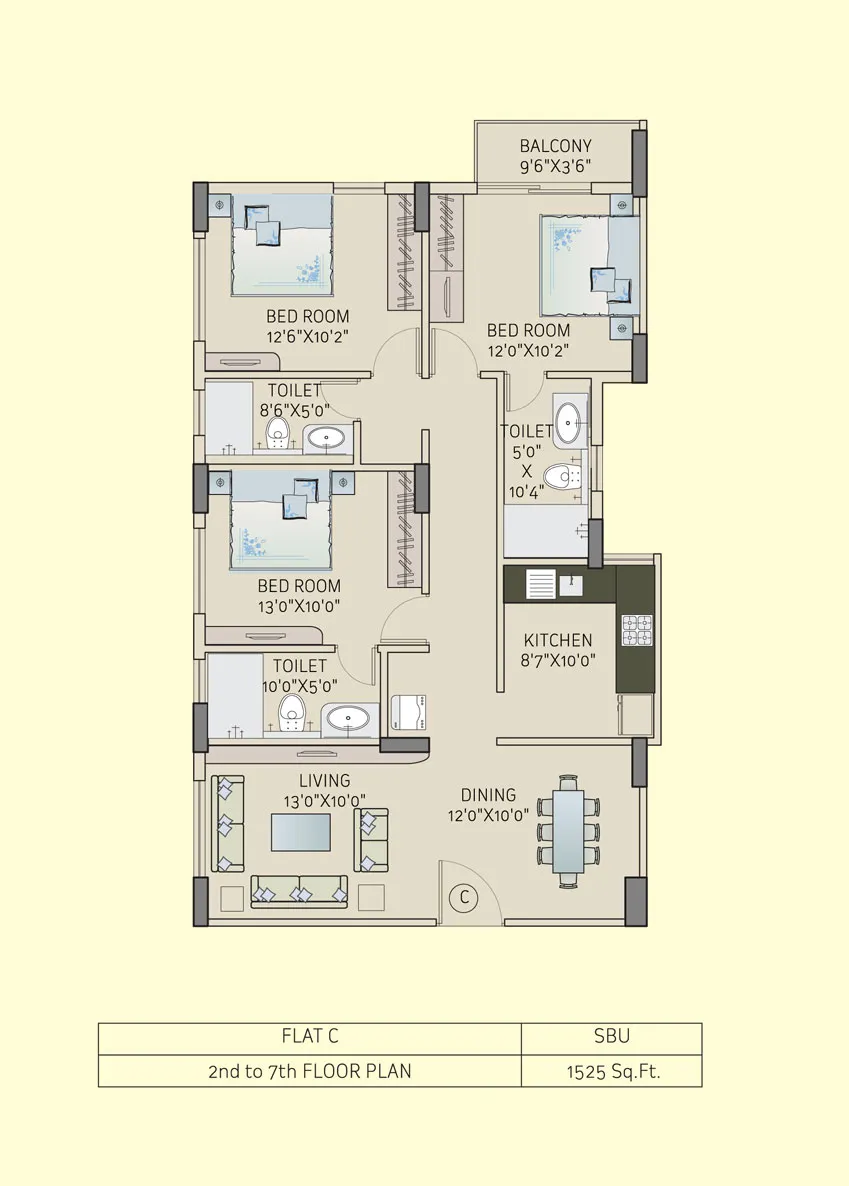 BALCONY
9'6"X3'6"
BED ROOM
12'6"X10'2"
BED ROOM
12'0"X10'2"
TOILET
8'6"X5'0"
TOILET
5'0"
X
10'4"
BED ROOM
13'0"X10'0"
KITCHEN
8'7"X10'0"
TOILET
10'0"X5'0"
LIVING
13'0"X10'0"
DINING
12'0"X10'0"
C
FLAT C
SBU
2nd to 7th FLOOR PLAN
1525 Sq.Ft.